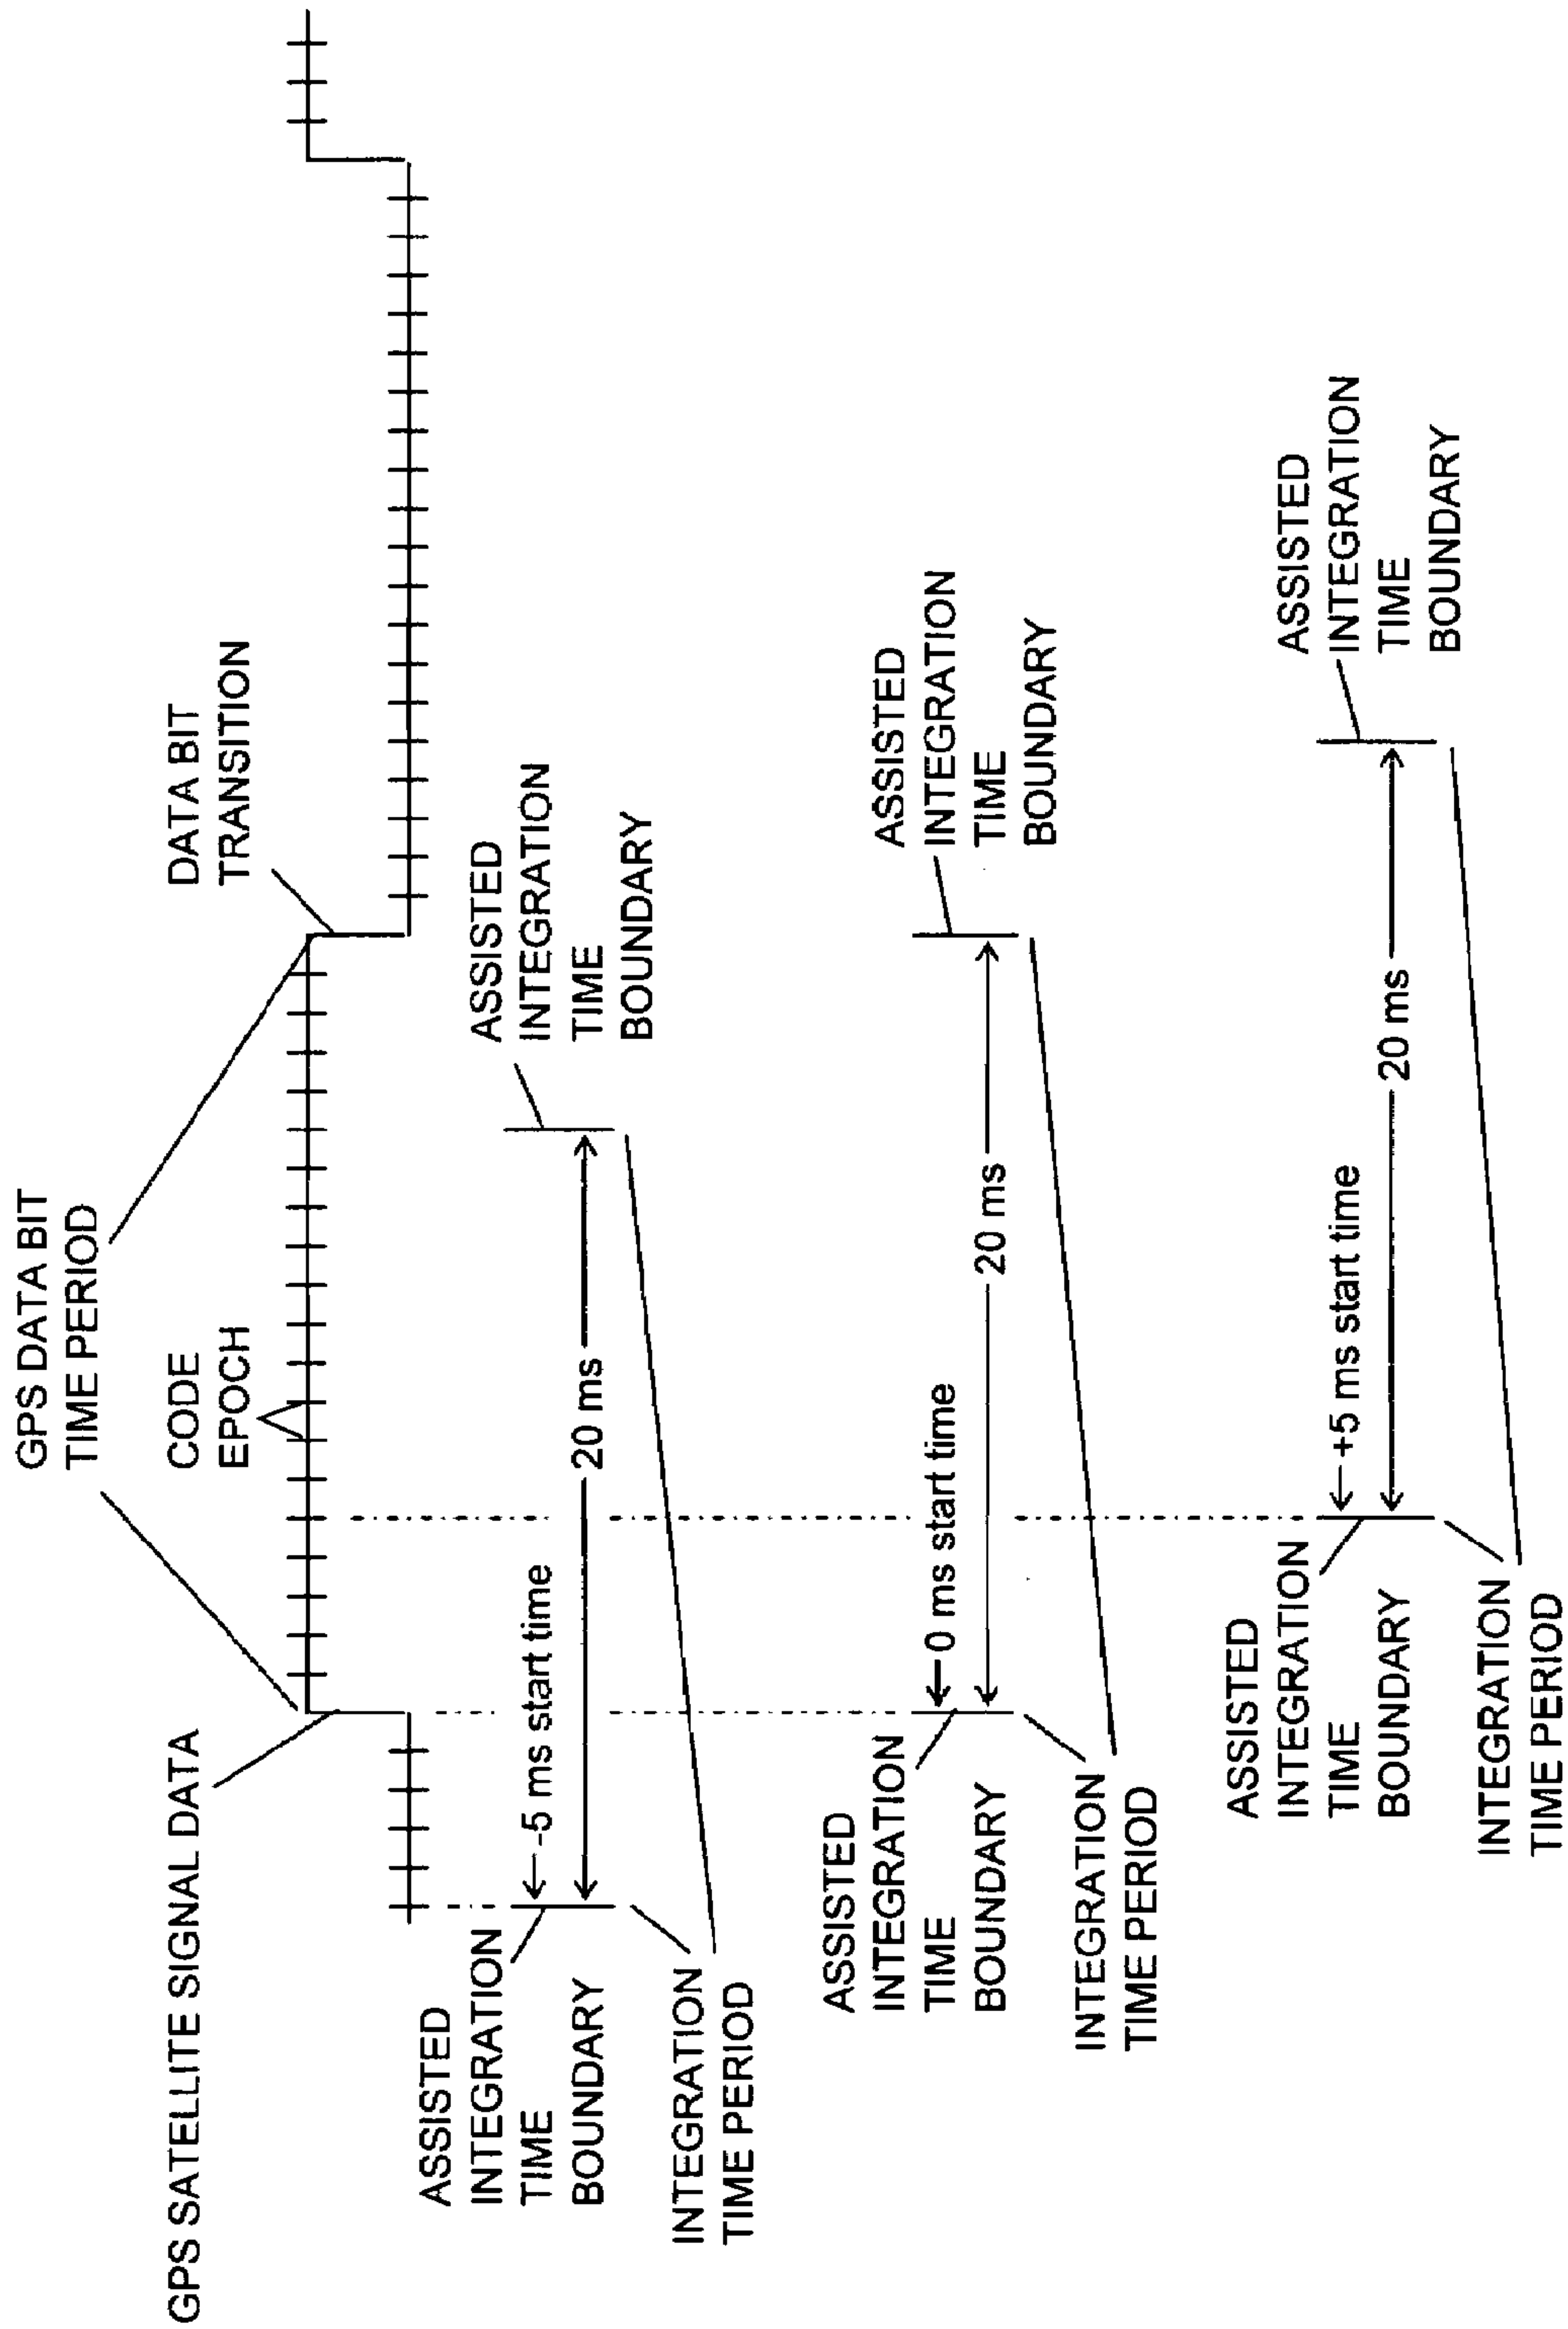 GPS DATA BIT
TIME PERIOD
GPS SATELLITE SIGNAL DATA
CODE
EPOCH
DATA BIT
TRANSITION
ASSISTED
INTEGRATION
TIME
BOUNDARY
-5 ms start time
20 ms
ASSISTED
INTEGRATION
TIME
BOUNDARY
INTEGRATION
TIME PERIOD
ASSISTED
INTEGRATION
TIME
BOUNDARY
0 ms start time
20 ms
ASSISTED
INTEGRATION
TIME
BOUNDARY
INTEGRATION
TIME PERIOD
ASSISTED
INTEGRATION
TIME
BOUNDARY
+5 ms start time
20 ms
ASSISTED
INTEGRATION
TIME
BOUNDARY
INTEGRATION
TIME PERIOD